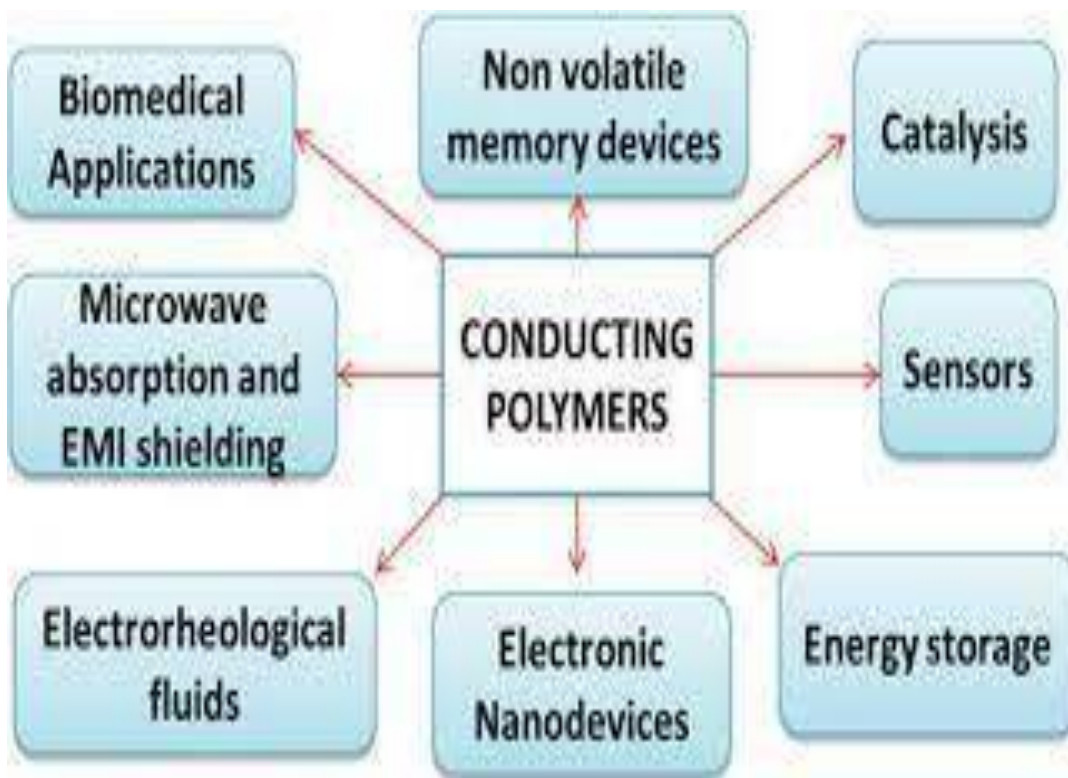 Biomedical
Applications
Non volatile
memory devices
Catalysis
Microwave
absorption and
EMI shielding
CONDUCTING
POLYMERS
Sensors
Electrorheological
fluids
Electronic
Nanodevices
Energy storage